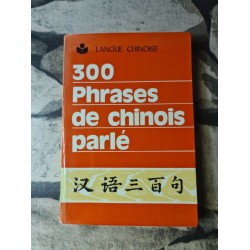 LANGUE CHINOISE
300
Phrases
de chinois
parlé
汉语三百句